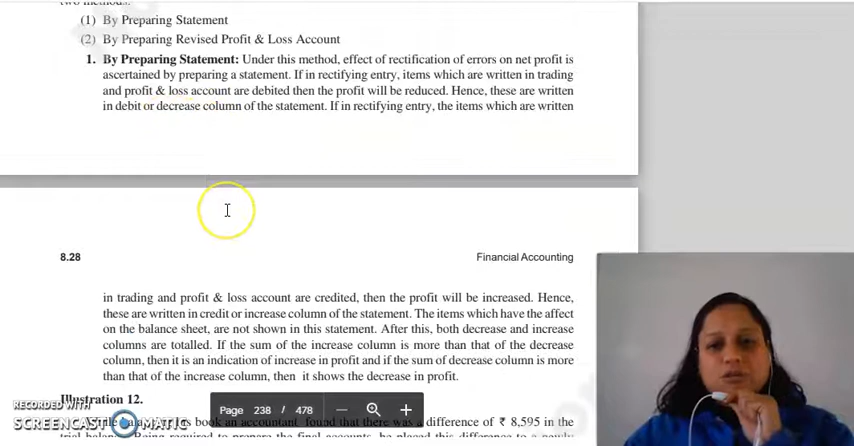 (1) By Preparing Statement
(2) By Preparing Revised Profit & Loss Account
1. By Preparing Statement: Under this method, effect of rectification of errors on net profit is
ascertained by preparing a statement. If in rectifying entry, items which are written in trading
and profit & loss account are debited then the profit will be reduced. Hence, these are written
in debit or decrease column of the statement. If in rectifying entry, the items which are written
8.28
Financial Accounting
in trading and profit & loss account are credited, then the profit will be increased. Hence,
these are written in credit or increase column of the statement. The items which have the affect
on the balance sheet, are not shown in this statement. After this, both decrease and increase
columns are totalled. If the sum of the increase column is more than that of the decrease
column, then it is an indication of increase in profit and if the sum of decrease column is more
than that of the increase column, then it shows the decrease in profit.
Illustration 12.
book an accountant found that there was a difference of ₹ 8,595 in the
Page 238 / 478
RECORDED WITH
SCREENCAST MATIC